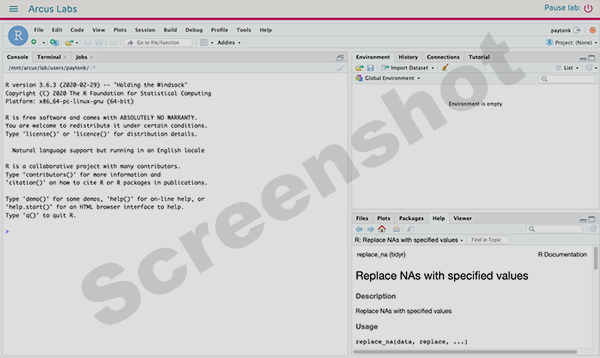 Arcus Labs
Pause lab:
R
File Edit Code View Plots Session Build Debug Profile Tools Help
paytonk
Go to file/function
Addins
Project: (None)
Console Terminal Jobs
/mnt/arcus/lab/users/paytonk/
R version 3.6.3 (2020-02-29) -- "Holding the Windsock"
Copyright (C) 2020 The R Foundation for Statistical Computing
Platform: x86_64-pc-linux-gnu (64-bit)
R is free software and comes with ABSOLUTELY NO WARRANTY.
You are welcome to redistribute it under certain conditions.
Type 'license()' or 'licence()' for distribution details.
Natural language support but running in an English locale
R is a collaborative project with many contributors.
Type 'contributors()' for more information and
'citation()' on how to cite R or R packages in publications.
Type 'demo()' for some demos, 'help()' for on-line help, or
'help.start()' for an HTML browser interface to help.
Type 'q()' to quit R.
>
Environment History Connections Tutorial
Import Dataset
List
Global Environment
Environment is empty
Files Plots Packages Help Viewer
R: Replace NAs with specified values
Find in Topic
replace_na {tidyr}
R Documentation
Replace NAs with specified values
Description
Replace NAs with specified values
Usage
replace_na(data, replace, ...)
Screenshot